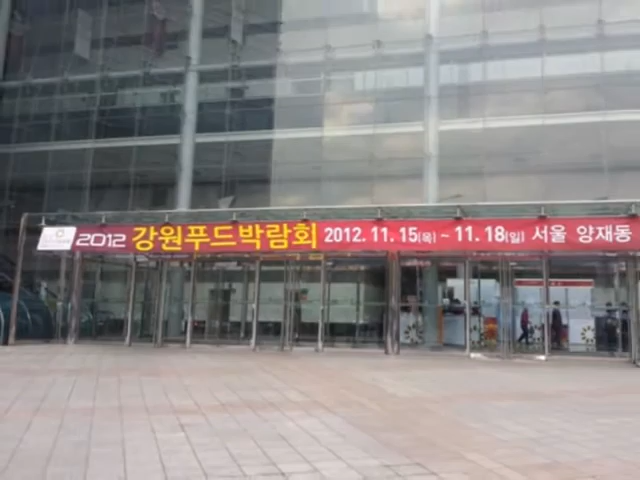 2012 강원푸드박람회 2012. 11. 15(목) ~ 11. 18(일) 서울 양재동